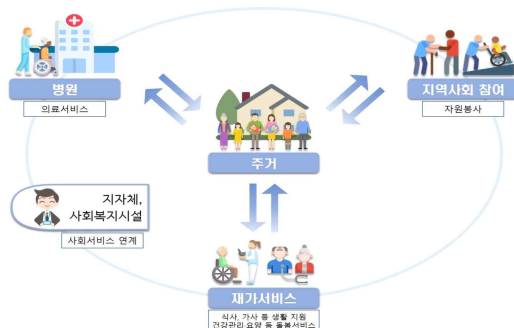 병원
의료서비스
지역사회 참여
자원봉사
주거
지자체,
사회복지시설
사회서비스 연계
재가서비스
식사, 가사 등 생활 지원
건강관리·요양 등 돌봄서비스